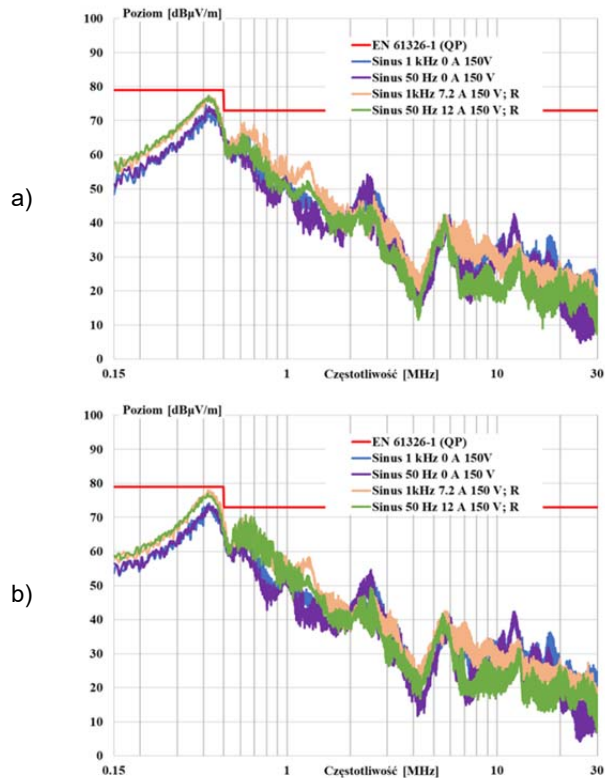 a)
Poziom [dBµV/m]
100
90
80
70
60
50
40
30
20
10
0
EN 61326-1 (QP)
Sinus 1 kHz 0 A 150V
Sinus 50 Hz 0 A 150 V
Sinus 1kHz 7.2 A 150 V; R
Sinus 50 Hz 12 A 150 V; R
0.15
1
Częstotliwość [MHz]
10
30
b)
Poziom [dBµV/m]
100
90
80
70
60
50
40
30
20
10
0
EN 61326-1 (QP)
Sinus 1 kHz 0 A 150V
Sinus 50 Hz 0 A 150 V
Sinus 1kHz 7.2 A 150 V; R
Sinus 50 Hz 12 A 150 V; R
0.15
1
Częstotliwość [MHz]
10
30